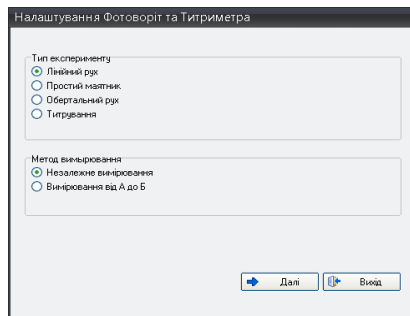 Налаштування Фотоворіт та Титриметра
Тип експерименту
Лінійний рух
Простий маятник
Обертальний рух
Титрування
Метод вимырювання
Незалежне вимірювання
Вимірювання від А до Б
Далі
Вихід